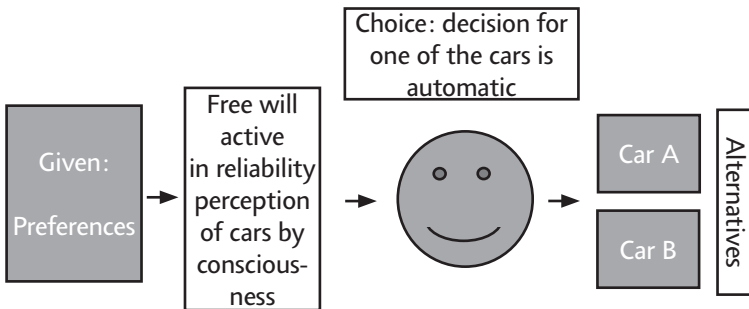 Given:
Preferences
Free will
active
in reliability
perception
of cars by
conscious-
ness
Choice: decision for
one of the cars is
automatic
Car A
Car B
Alternatives